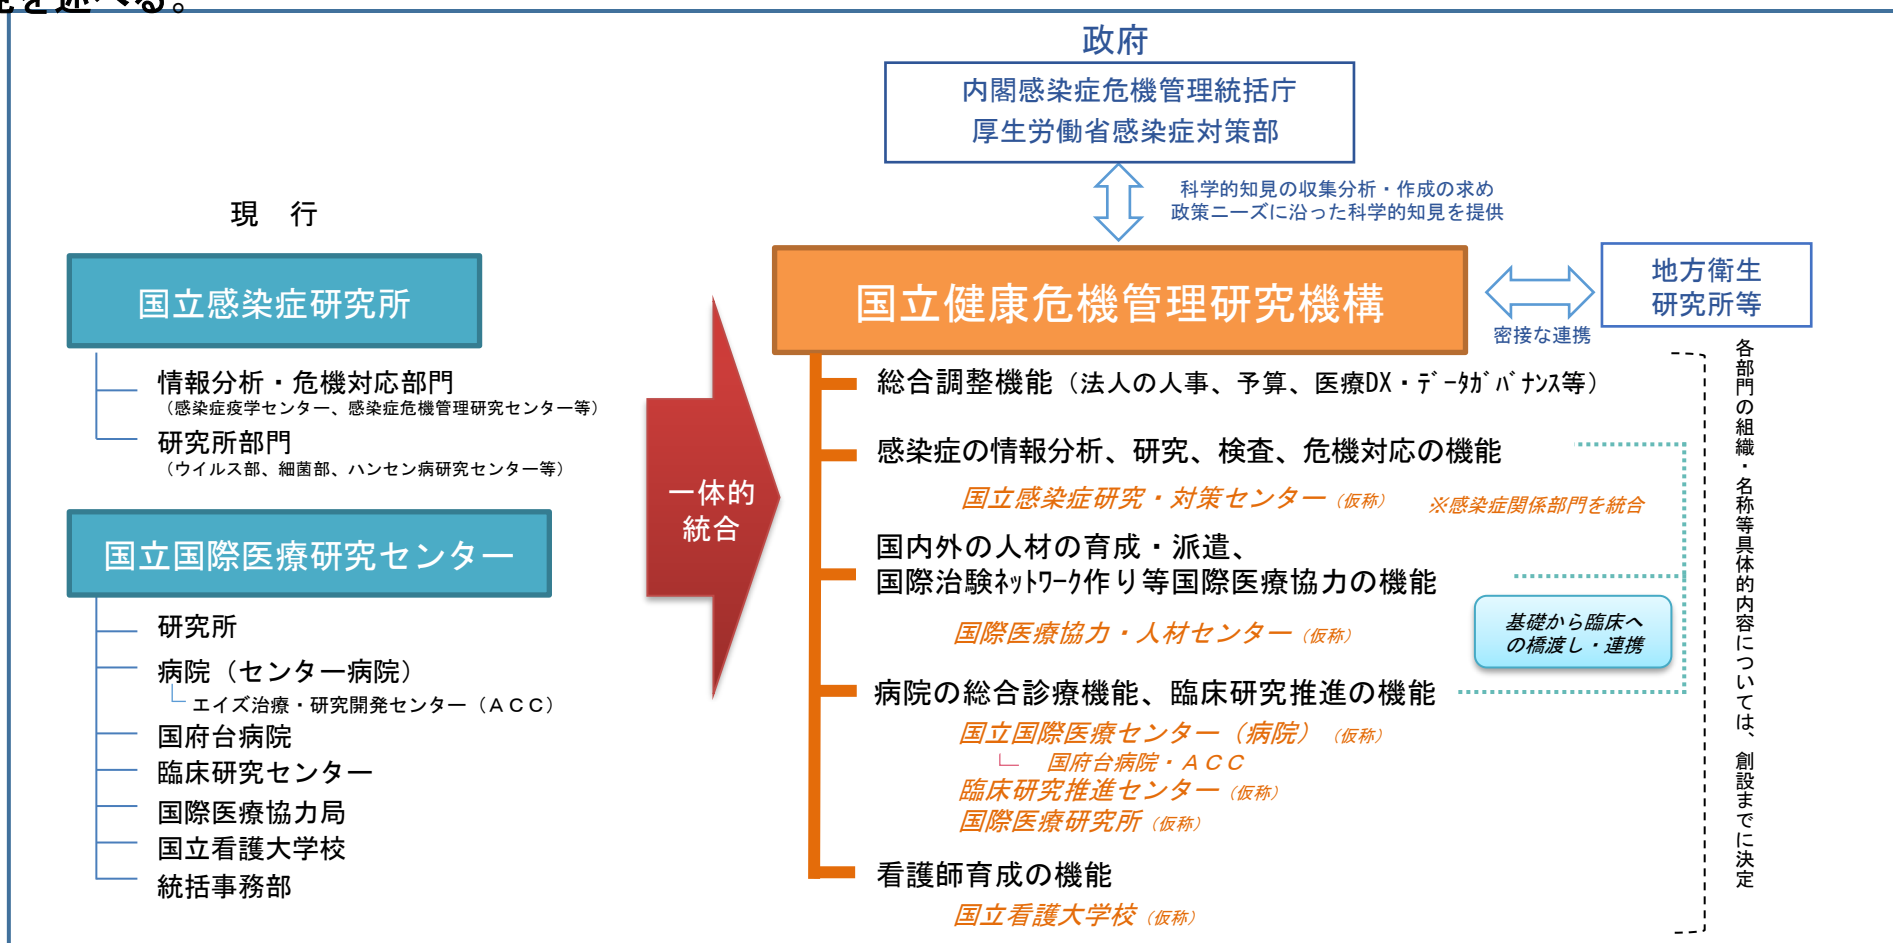 を述べる。
政府
内閣感染症危機管理統括庁
厚生労働省感染症対策部
科学的知見の収集分析・作成の求め
政策ニーズに沿った科学的知見を提供
現 行
国立感染症研究所
情報分析・危機対応部門
（感染症疫学センター、感染症危機管理研究センター等）
研究所部門
（ウイルス部、細菌部、ハンセン病研究センター等）
国立国際医療研究センター
研究所
病院（センター病院）
エイズ治療・研究開発センター（ＡＣＣ）
国府台病院
臨床研究センター
国際医療協力局
国立看護大学校
統括事務部
一体的
統合
国立健康危機管理研究機構
密接な連携
地方衛生
研究所等
総合調整機能（法人の人事、予算、医療DX・ﾃﾞｰﾀｶﾞﾊﾞﾅﾝｽ等）
感染症の情報分析、研究、検査、危機対応の機能
国立感染症研究・対策センター（仮称） ※感染症関係部門を統合
国内外の人材の育成・派遣、
国際治験ﾈｯﾄﾜｰｸ作り等国際医療協力の機能
国際医療協力・人材センター（仮称）
基礎から臨床へ
の橋渡し・連携
病院の総合診療機能、臨床研究推進の機能
国立国際医療センター（病院）（仮称）
国府台病院・ＡＣＣ
臨床研究推進センター（仮称）
国際医療研究所（仮称）
看護師育成の機能
国立看護大学校（仮称）
各部門の組織・名称等具体的内容については、創設までに決定